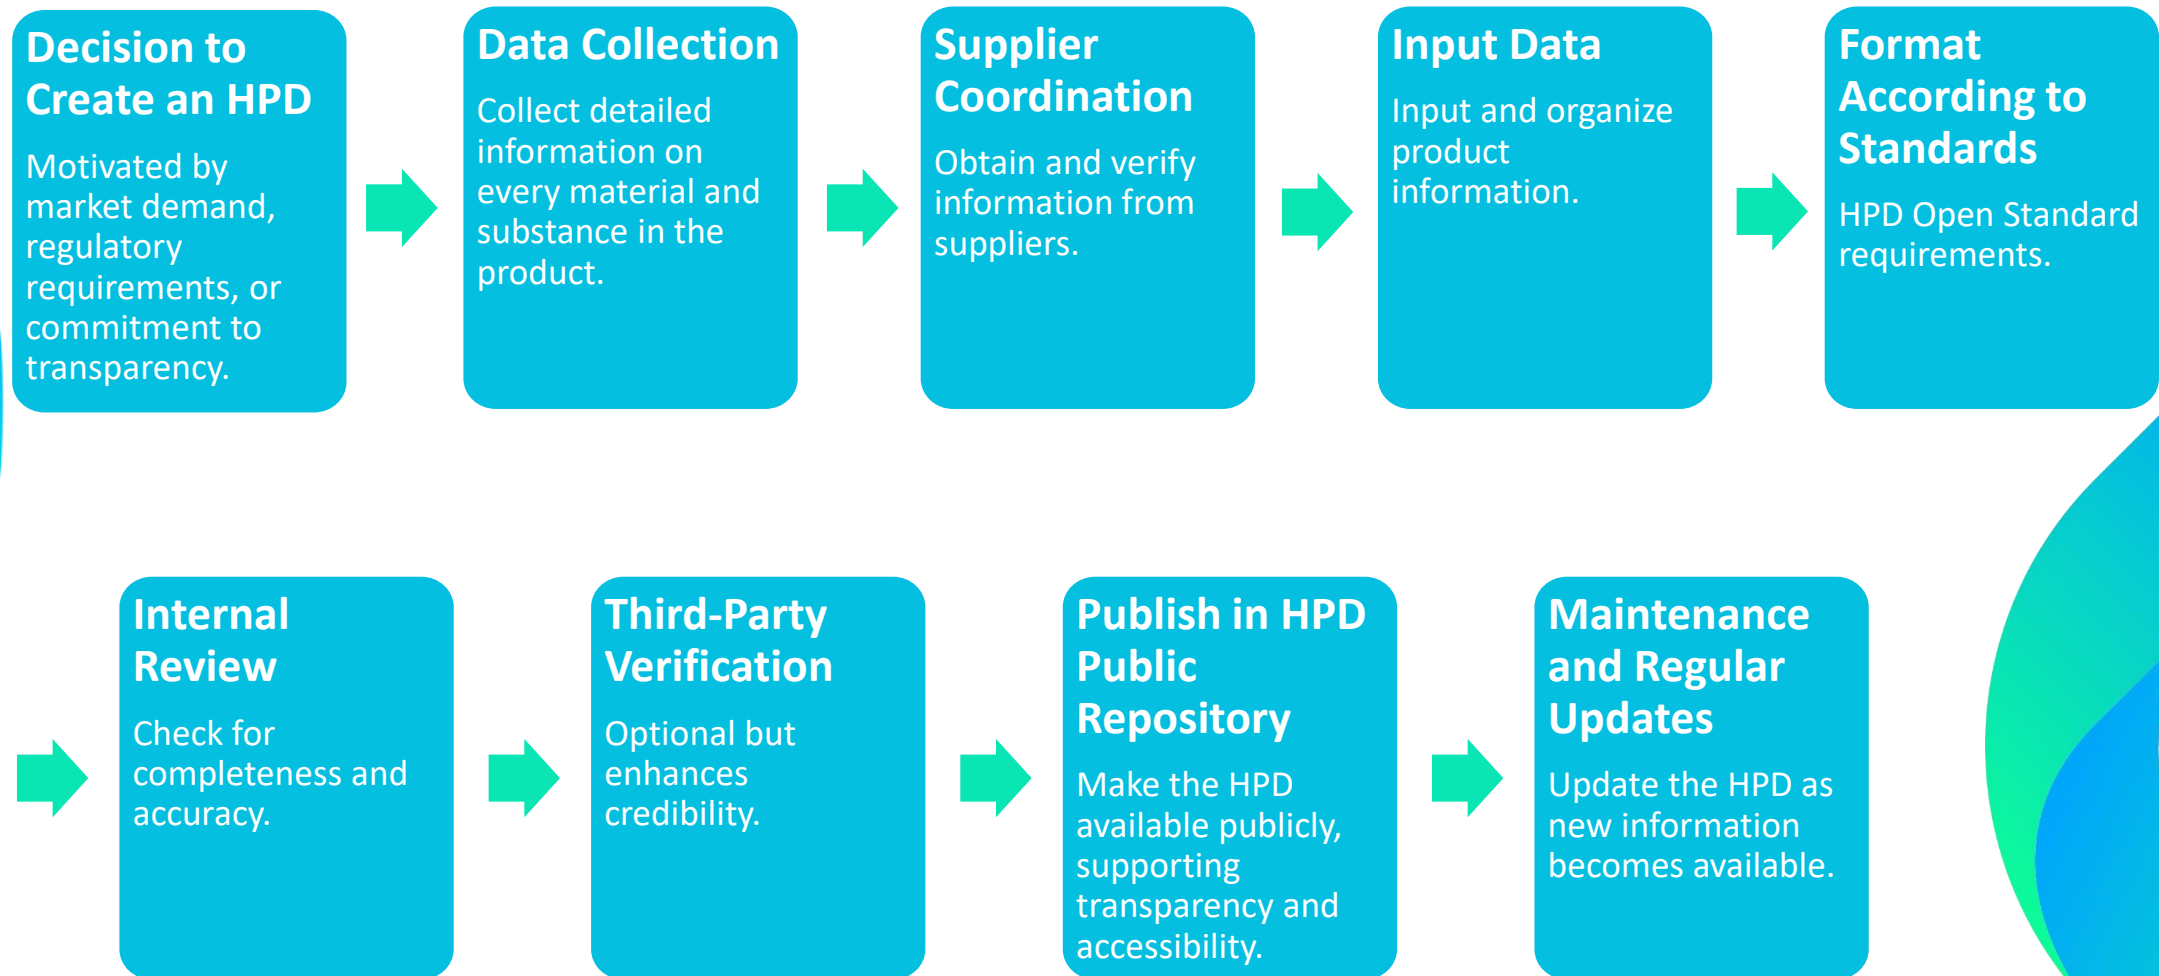 Decision to
Create an HPD
Motivated by
market demand,
regulatory
requirements, or
commitment to
transparency.
Data Collection
Collect detailed
information on
every material and
substance in the
product.
Supplier
Coordination
Obtain and verify
information from
suppliers.
Input Data
Input and organize
product
information.
Format
According to
Standards
HPD Open Standard
requirements.
Internal
Review
Check for
completeness and
accuracy.
Third-Party
Verification
Optional but
enhances
credibility.
Publish in HPD
Public
Repository
Make the HPD
available publicly,
supporting
transparency and
accessibility.
Maintenance
and Regular
Updates
Update the HPD as
new information
becomes available.